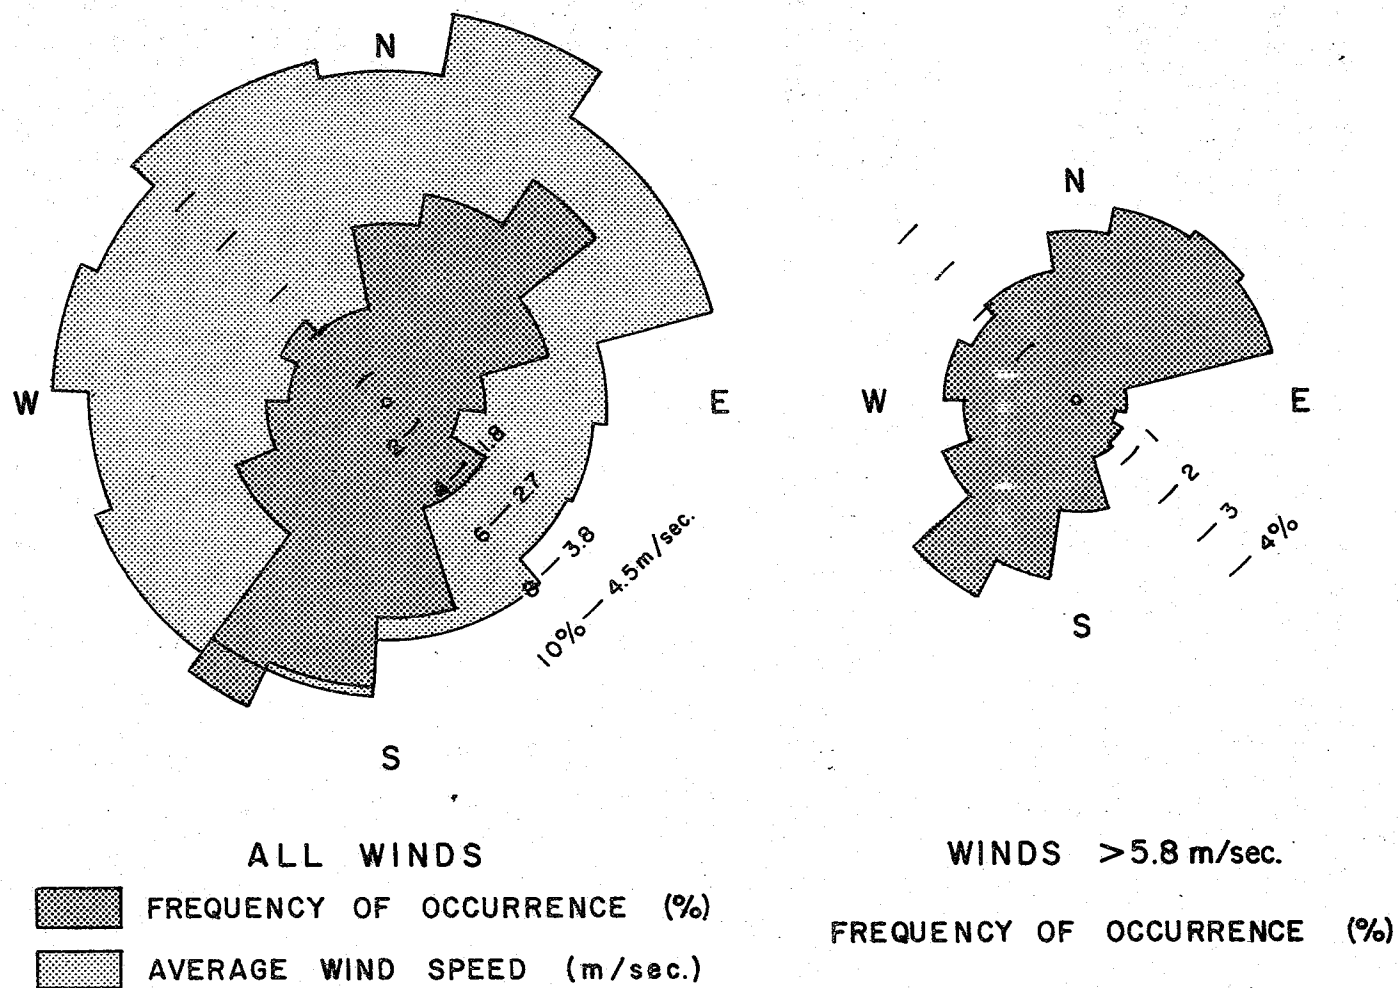 N
W
E
S
2
4 1.8
6 — 2.7
8 — 3.8
10% — 4.5 m/sec.
ALL WINDS
FREQUENCY OF OCCURRENCE (%)
AVERAGE WIND SPEED (m/sec.)
N
W
E
S
1
2
3
4%
WINDS >5.8 m/sec.
FREQUENCY OF OCCURRENCE (%)